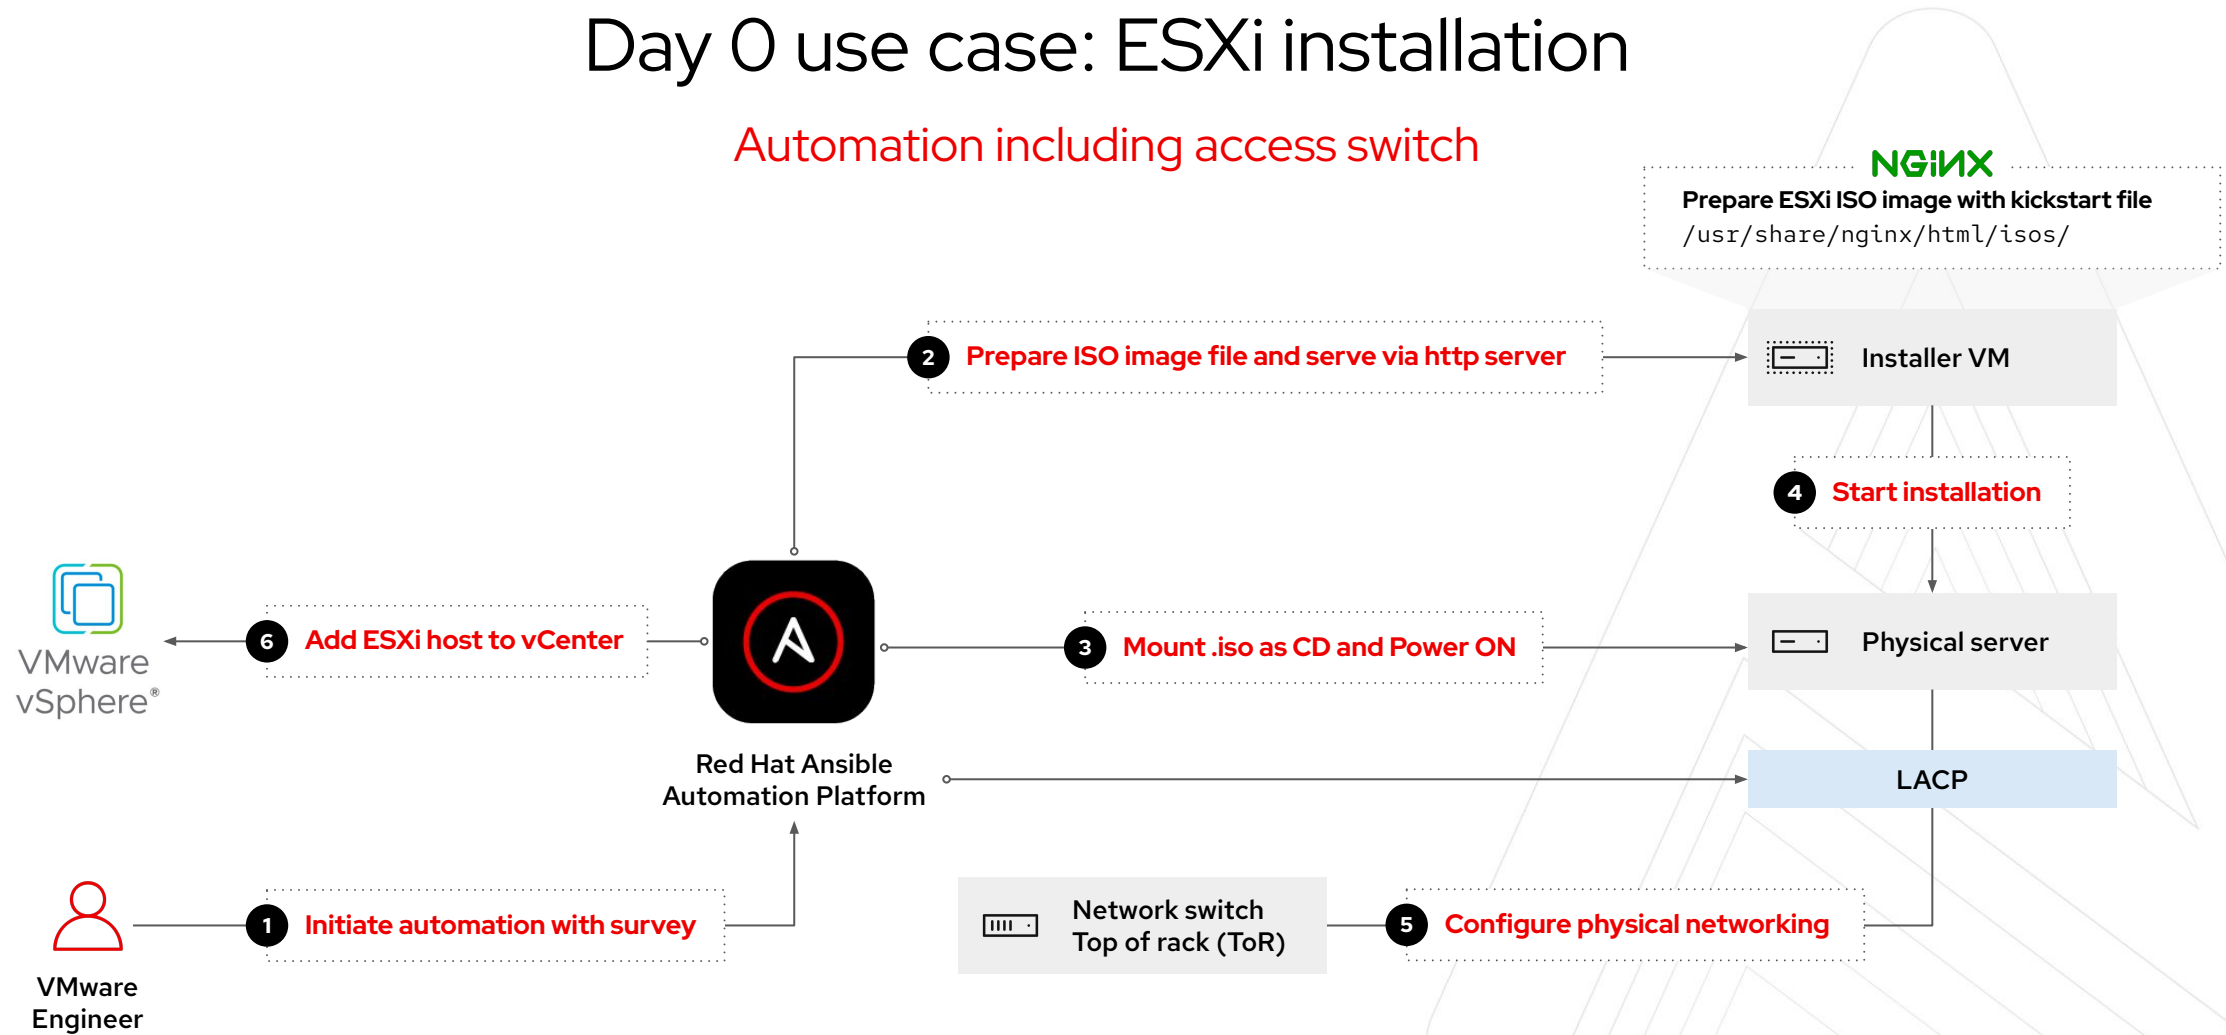 Day 0 use case: ESXi installation
Automation including access switch
NGINX
Prepare ESXi ISO image with kickstart file
/usr/share/nginx/html/isos/
2 Prepare ISO image file and serve via http server
Installer VM
4 Start installation
VMware
vSphere®
6 Add ESXi host to vCenter
3 Mount .iso as CD and Power ON
Physical server
Red Hat Ansible
Automation Platform
LACP
1 Initiate automation with survey
Network switch
Top of rack (ToR)
5 Configure physical networking
VMware
Engineer